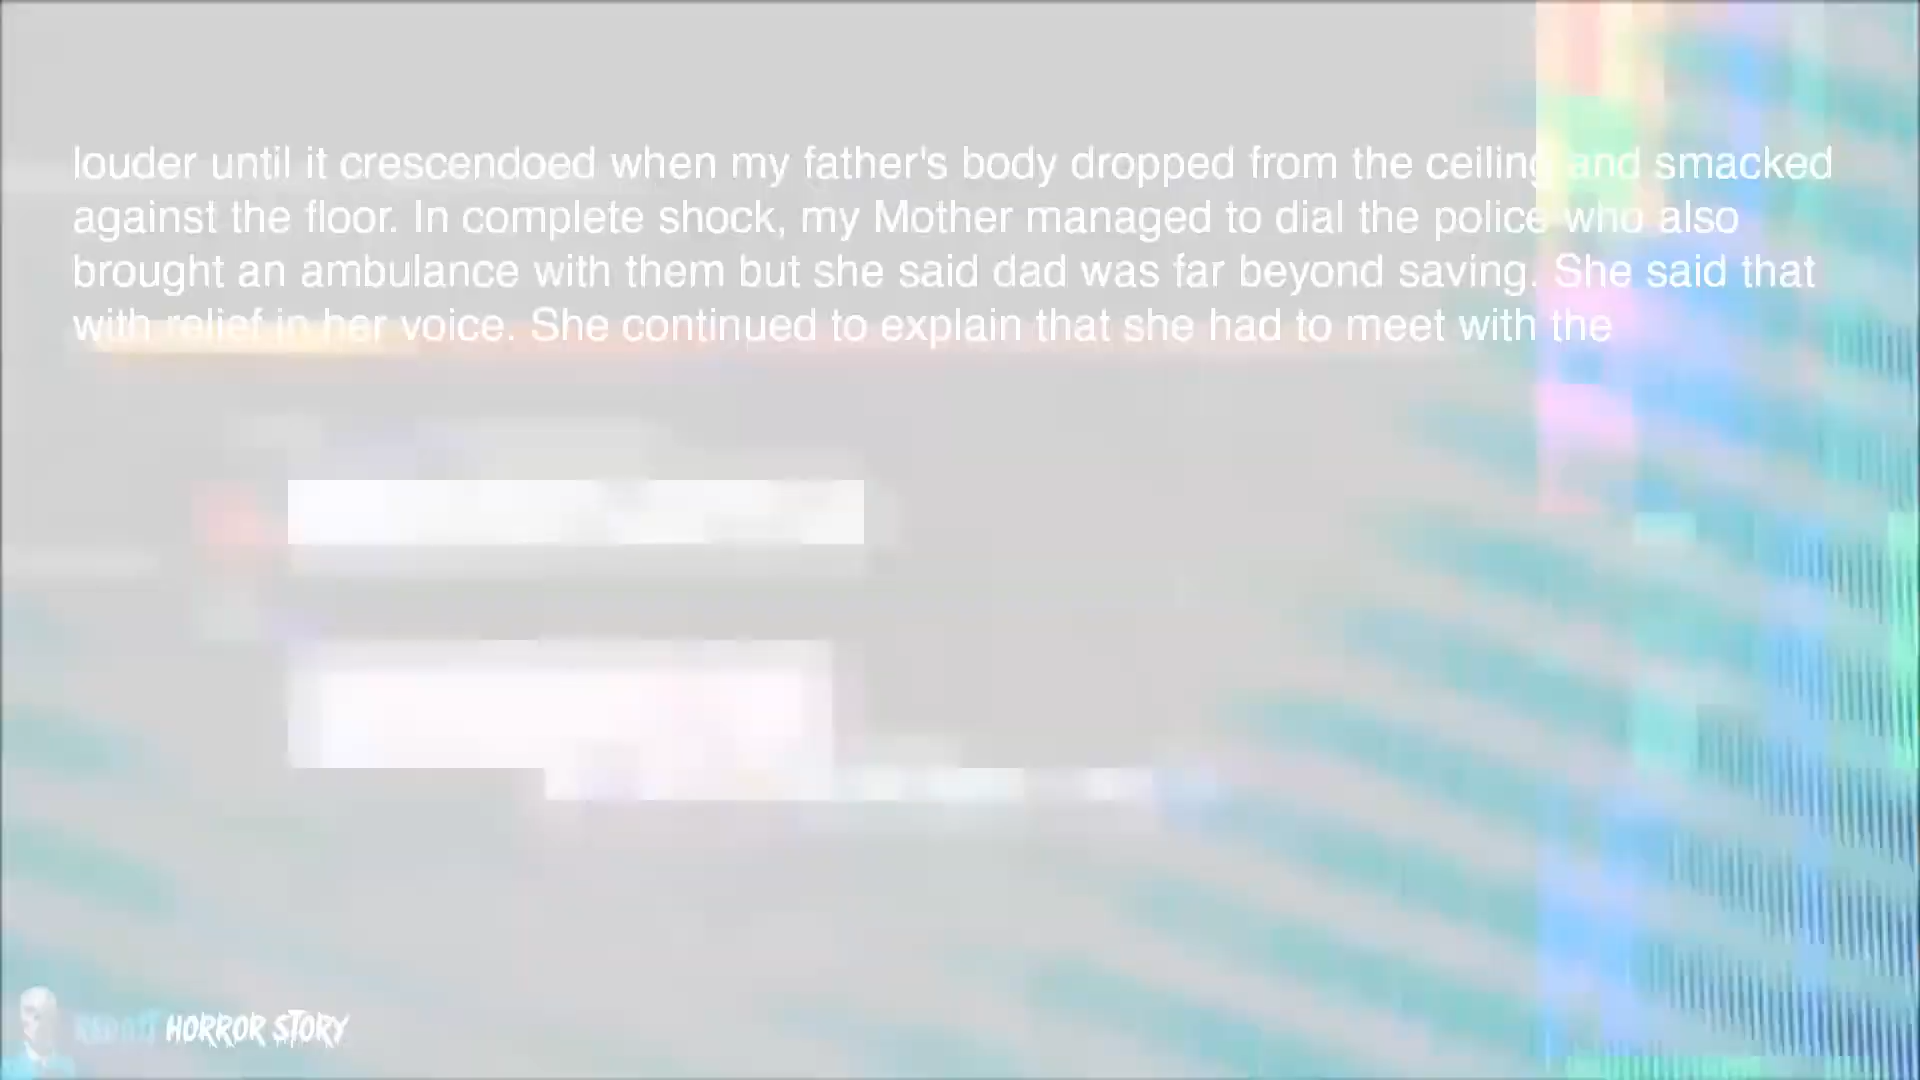 louder until it crescendoed when my father's body dropped from the ceiling and smacked
against the floor. In complete shock, my Mother managed to dial the police who also
brought an ambulance with them but she said dad was far beyond saving. She said that
with relief in her voice. She continued to explain that she had to meet with the
REDDIT HORROR STORY